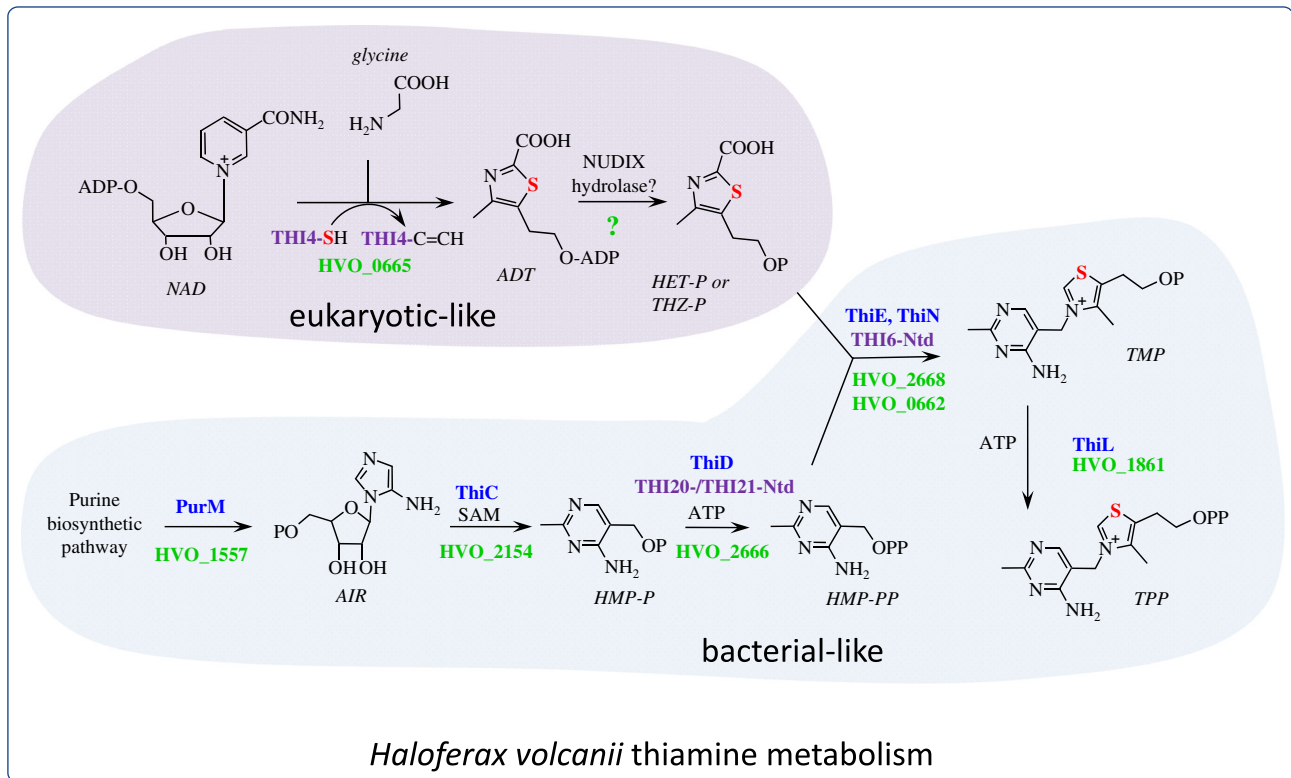 glycine
COOH
H2N
CONH2
N
+
ADP-O
O
OH OH
NAD
THI4-SH THI4-C=CH
HVO_0665
COOH
N
S
O-ADP
ADT
NUDIX
hydrolase?
?
COOH
N
S
OP
HET-P or
THZ-P
eukaryotic-like
ThiE, ThiN
THI6-Ntd
HVO_2668
HVO_0662
S
OP
N
+
N
N
NH2
TMP
ATP
ThiL
HVO_1861
Purine
biosynthetic
pathway
PurM
HVO_1557
N
N
NH2
O
PO
OH OH
AIR
ThiC
SAM
HVO_2154
N
N
OP
NH2
HMP-P
ThiD
THI20-/THI21-Ntd
ATP
HVO_2666
N
N
OPP
NH2
HMP-PP
S
OPP
N
+
N
N
NH2
TPP
bacterial-like
Haloferax volcanii thiamine metabolism